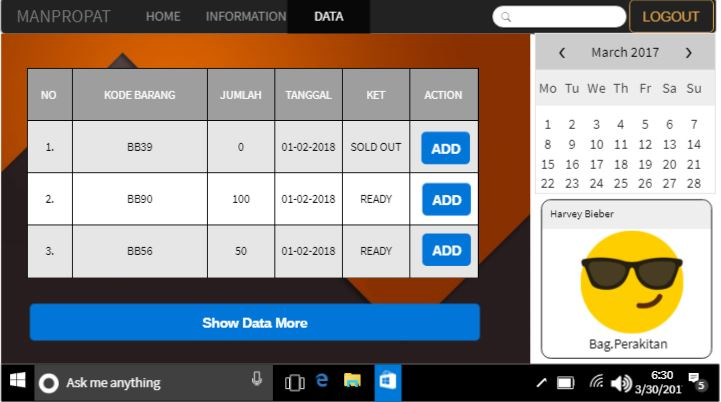 MANPROPAT HOME INFORMATION DATA LOGOUT
March 2017
Mo Tu We Th Fr Sa Su
1 2 3 4 5 6 7
8 9 10 11 12 13 14
15 16 17 18 19 20 21
22 23 24 25 26 27 28
NO KODE BARANG JUMLAH TANGGAL KET ACTION
1. BB39 0 01-02-2018 SOLD OUT ADD
2. BB90 100 01-02-2018 READY ADD
3. BB56 50 01-02-2018 READY ADD
Show Data More
Harvey Bieber
Bag.Perakitan
Ask me anything
6:30
3/30/201
5